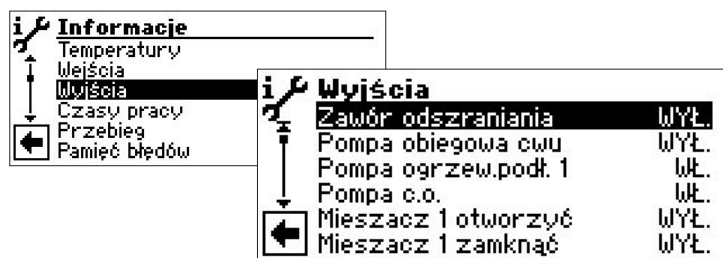 Informacje
Temperatury
Wejścia
Wyjścia
Czasy pracy
Przebieg
Pamięć błędów
Wyjścia
Zawór odszraniania WYŁ.
Pompa obiegowa cwu WYŁ.
Pompa ogrzew.podł. 1 WŁ.
Pompa c.o. WŁ.
Mieszacz 1 otworzyć WYŁ.
Mieszacz 1 zamknąć WYŁ.